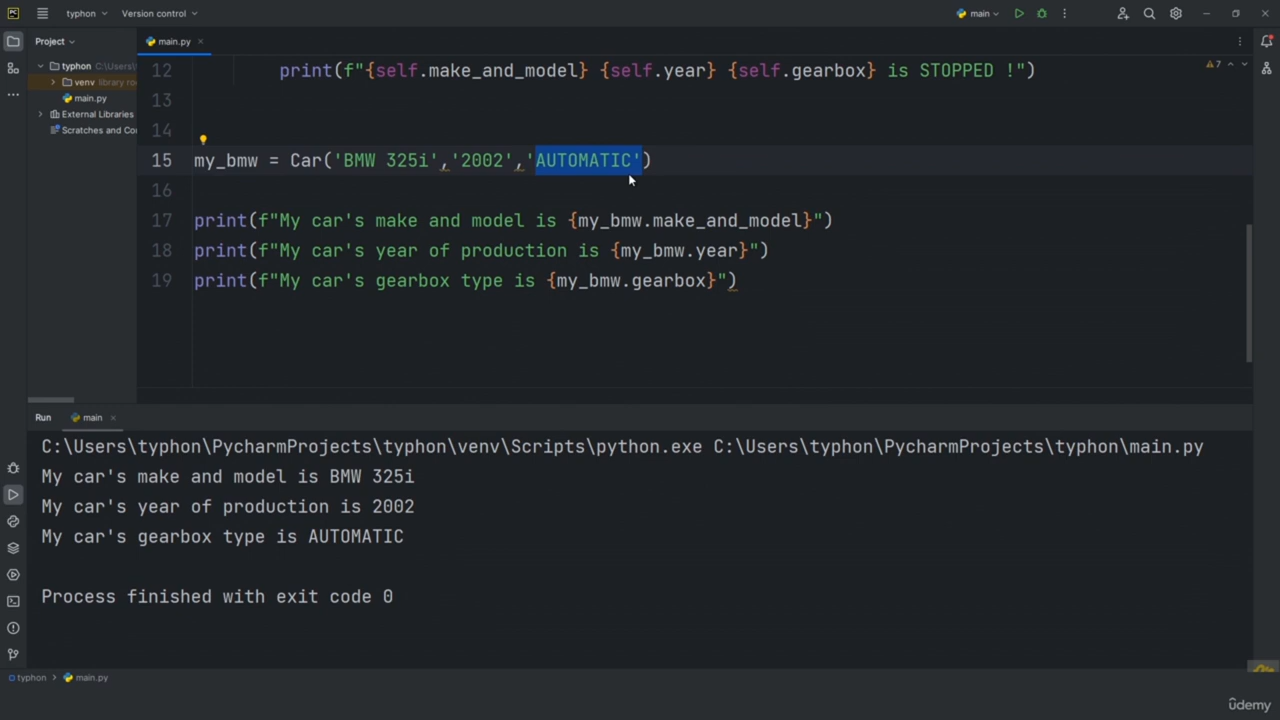 typhon
Version control
main
Project
main.py
typhon C:\Users\
venv library ro
main.py
External Libraries
Scratches and Con
12 print(f"{self.make_and_model} {self.year} {self.gearbox} is STOPPED !")
7
13
14
15 my_bmw = Car('BMW 325i','2002','AUTOMATIC')
16
17 print(f"My car's make and model is {my_bmw.make_and_model}")
18 print(f"My car's year of production is {my_bmw.year}")
19 print(f"My car's gearbox type is {my_bmw.gearbox}")
Run main
C:\Users\typhon\PycharmProjects\typhon\venv\Scripts\python.exe C:\Users\typhon\PycharmProjects\typhon\main.py
My car's make and model is BMW 325i
My car's year of production is 2002
My car's gearbox type is AUTOMATIC
Process finished with exit code 0
typhon > main.py
udemy